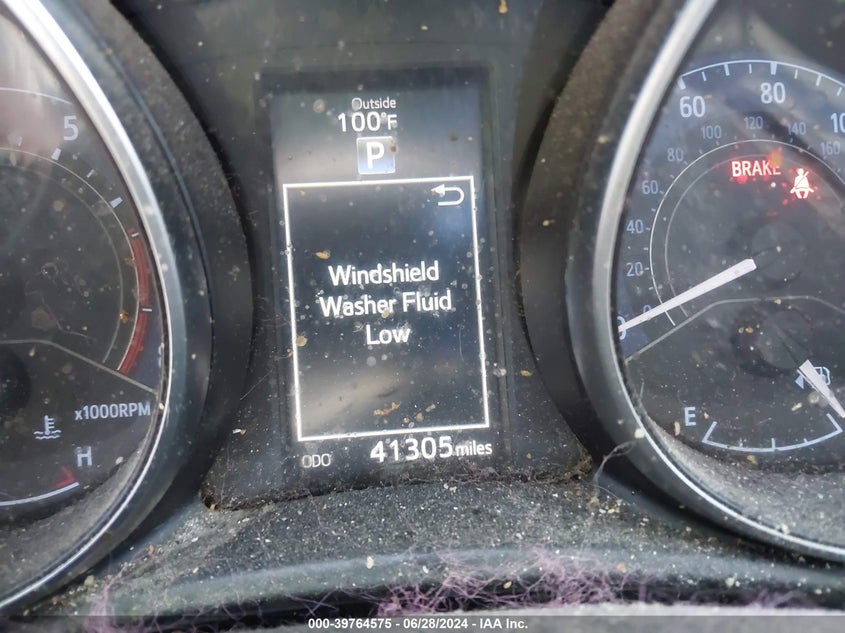 Outside
100°F
P
Windshield
Washer Fluid
Low
ODO 41305 miles
5
x1000RPM
H
60 80
100 120 140 160
80
60
40
20
0
BRAKE
E
000-39764575 - 06/28/2024 - IAA Inc.